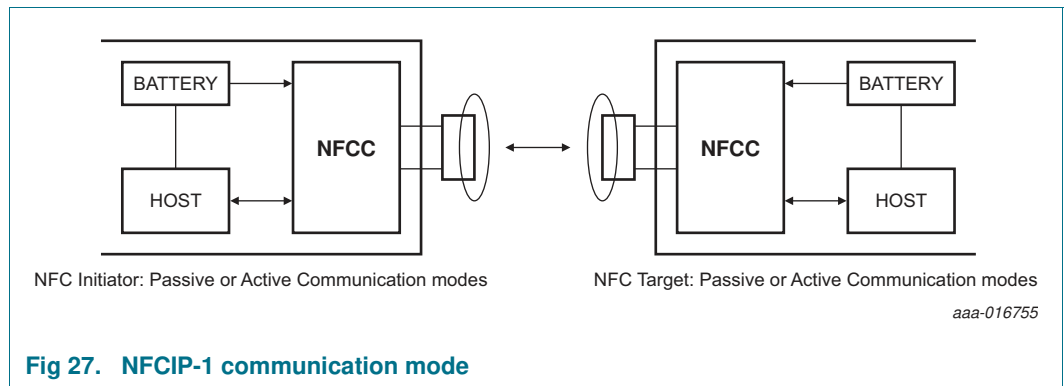 BATTERY
NFCC
HOST
BATTERY
NFCC
HOST
NFC Initiator: Passive or Active Communication modes
NFC Target: Passive or Active Communication modes
aaa-016755
Fig 27. NFCIP-1 communication mode